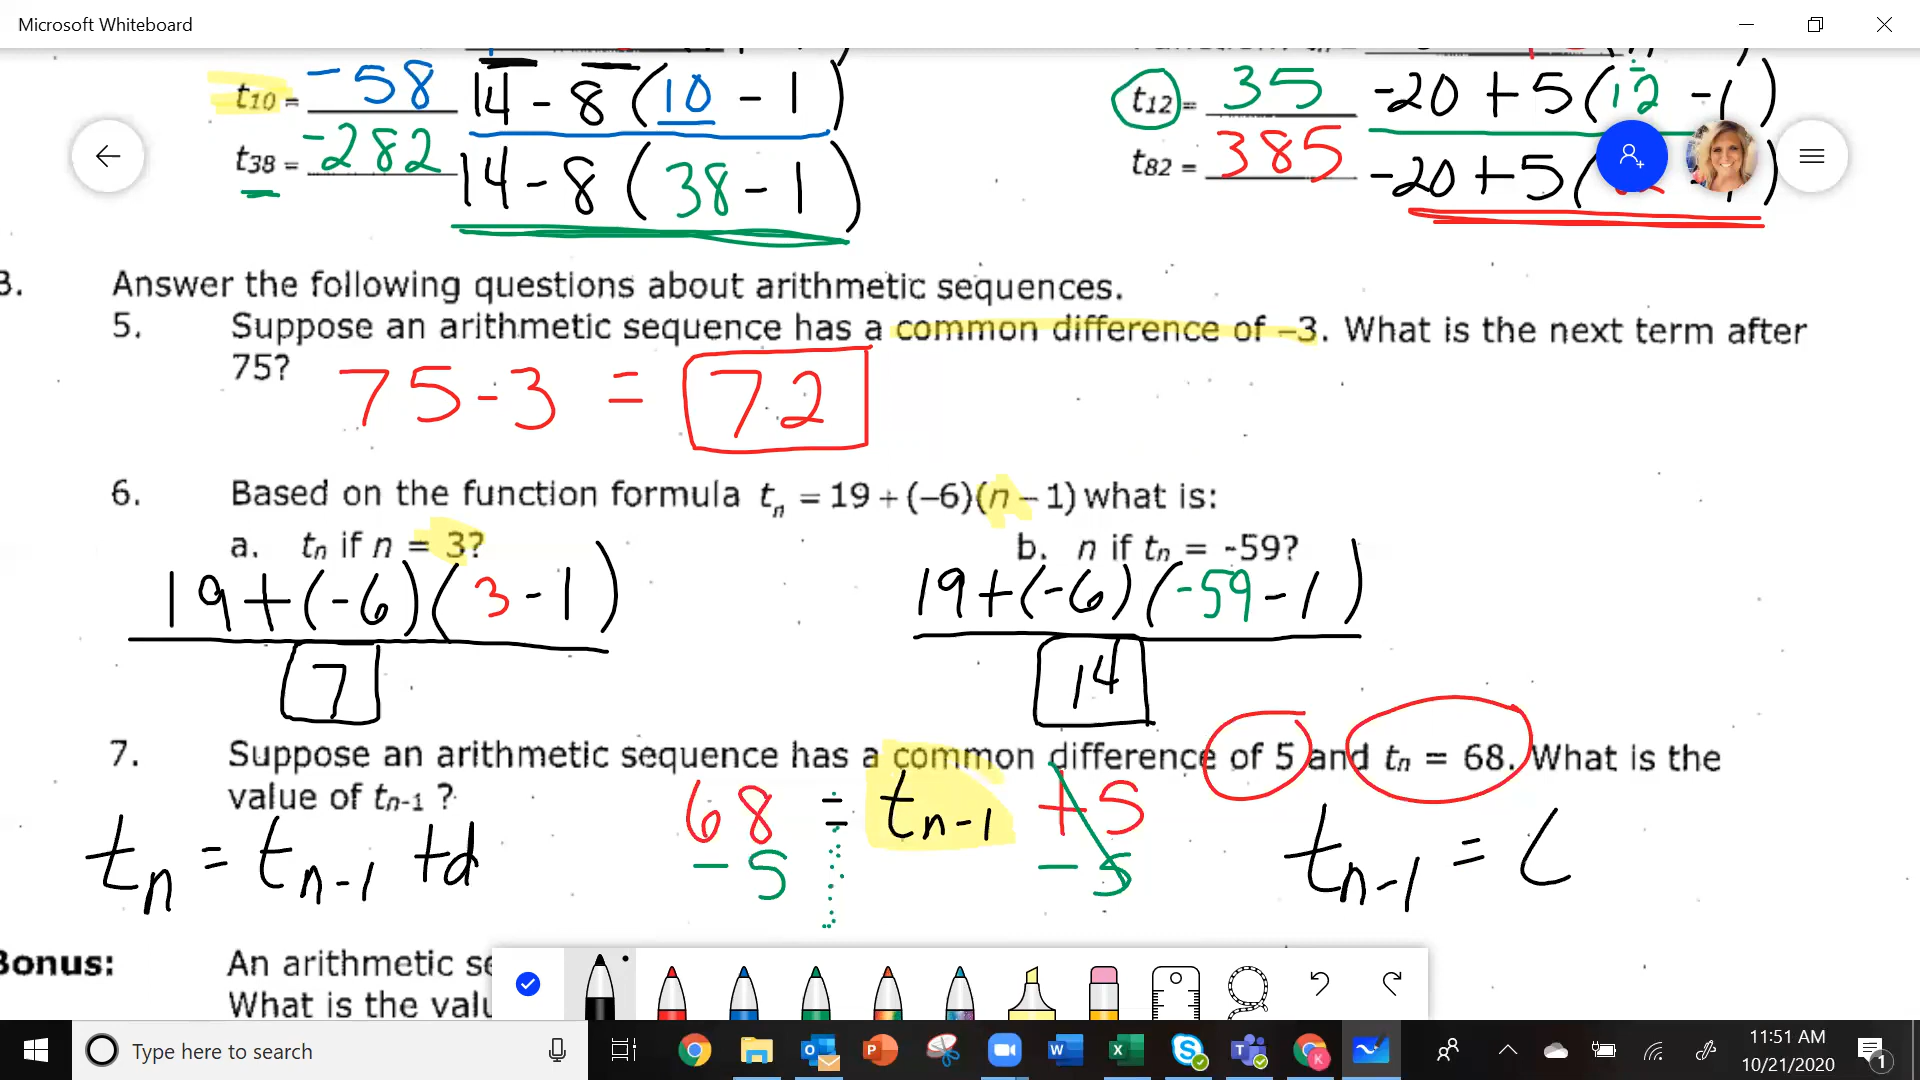 Microsoft Whiteboard
t10 = -58 14 - 8 (10 - 1)
t38 = -282 14 - 8 (38 - 1)
t12 = 35 -20 + 5(12 - 1)
t82 = 385 -20 + 5(
3. Answer the following questions about arithmetic sequences.
5. Suppose an arithmetic sequence has a common difference of –3. What is the next term after
75? 75 - 3 = 72
6. Based on the function formula tn = 19 + (–6)(n – 1) what is:
a. tn if n = 3? b. n if tn = -59?
19 + (-6)(3 - 1) 19 + (-6)(-59 - 1)
7 14
7. Suppose an arithmetic sequence has a common difference of 5 and tn = 68. What is the
value of tn-1 ? 68 = tn-1 + 5
tn = tn-1 + d - 5 - 5 tn-1 =
Bonus: An arithmetic se
What is the valu
Type here to search
11:51 AM
10/21/2020
1